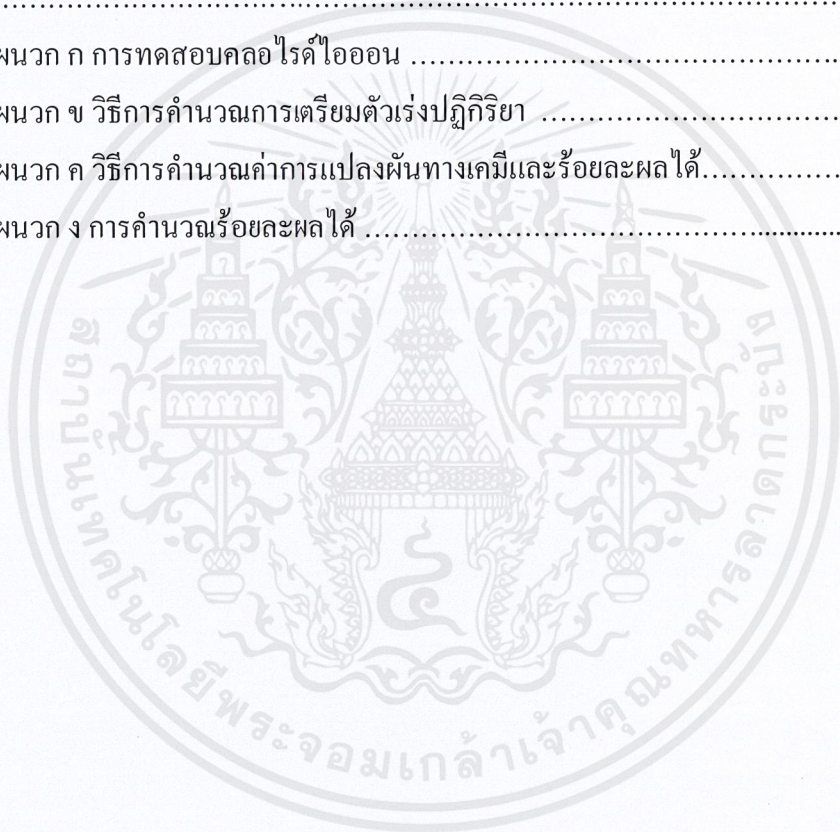 ................................................................................
ผนวก ก การทดสอบคลอไรด์ไอออน ................................................
ผนวก ข วิธีการคำนวณการเตรียมตัวเร่งปฏิกิริยา ....................................
ผนวก ค วิธีการคำนวณค่าการแปลงผันทางเคมีและร้อยละผลได้................
ผนวก ง การคำนวณร้อยละผลได้ .....................................................
สถาบันเทคโนโลยีพระจอมเกล้าเจ้าคุณทหารลาดกระบัง